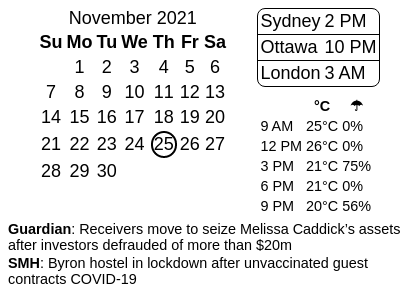 November 2021
Su Mo Tu We Th Fr Sa
1 2 3 4 5 6
7 8 9 10 11 12 13
14 15 16 17 18 19 20
21 22 23 24 25 26 27
28 29 30
Sydney 2 PM
Ottawa 10 PM
London 3 AM
°C ☂
9 AM 25°C 0%
12 PM 26°C 0%
3 PM 21°C 75%
6 PM 21°C 0%
9 PM 20°C 56%
Guardian: Receivers move to seize Melissa Caddick's assets
after investors defrauded of more than $20m
SMH: Byron hostel in lockdown after unvaccinated guest
contracts COVID-19